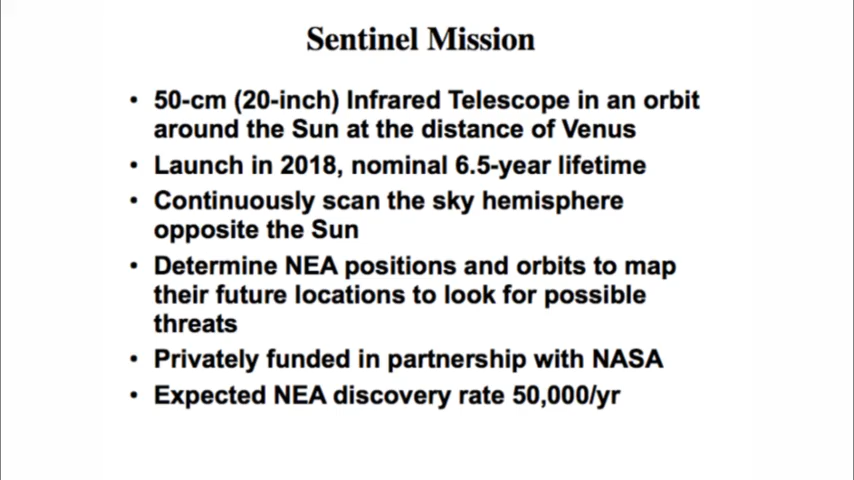 Sentinel Mission
• 50-cm (20-inch) Infrared Telescope in an orbit
around the Sun at the distance of Venus
• Launch in 2018, nominal 6.5-year lifetime
• Continuously scan the sky hemisphere
opposite the Sun
• Determine NEA positions and orbits to map
their future locations to look for possible
threats
• Privately funded in partnership with NASA
• Expected NEA discovery rate 50,000/yr